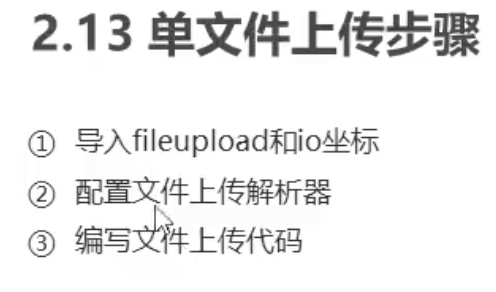 2.13 单文件上传步骤
① 导入fileupload和io坐标
② 配置文件上传解析器
③ 编写文件上传代码